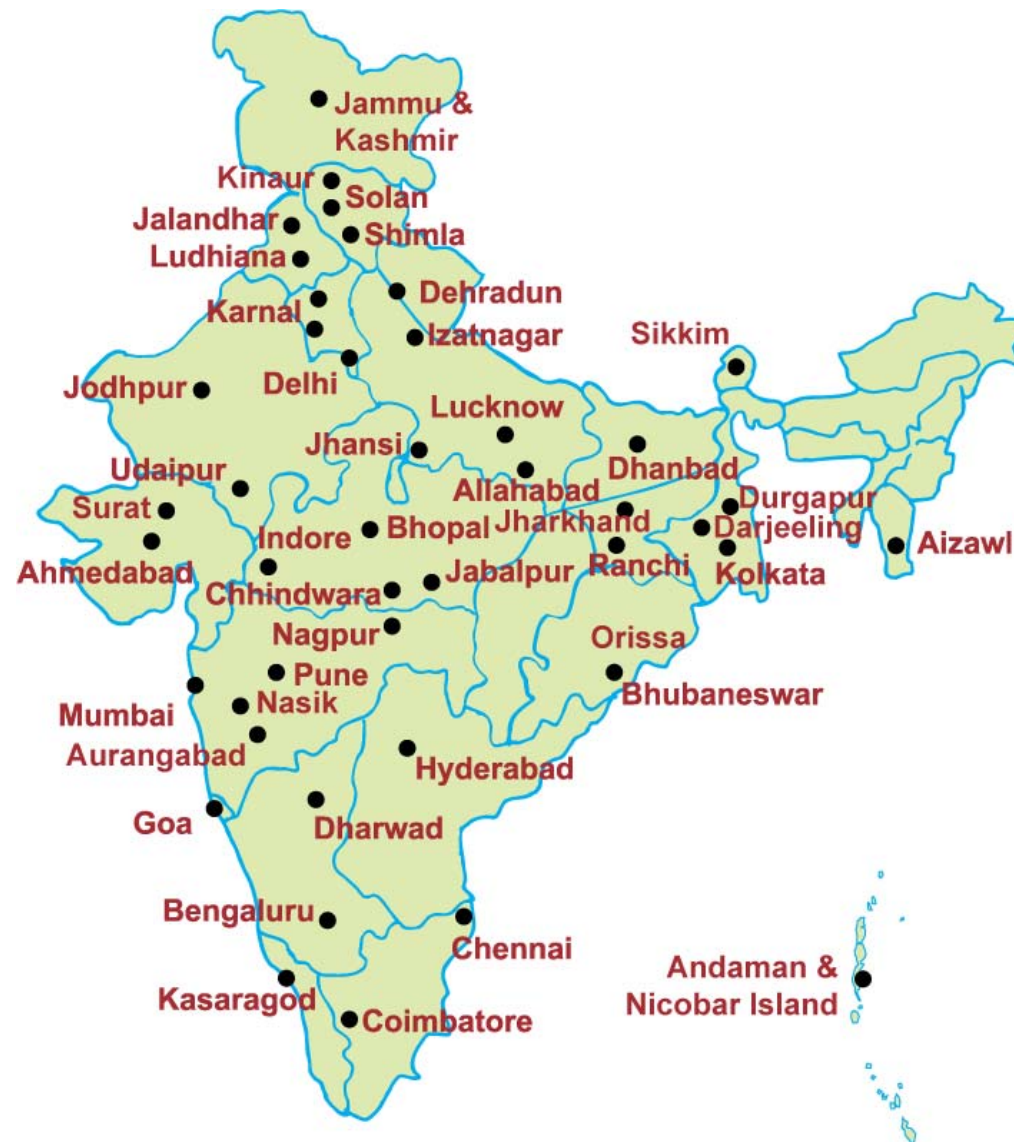 Jammu &
Kashmir
Kinaur
Solan
Jalandhar
Shimla
Ludhiana
Dehradun
Karnal
Izatnagar
Sikkim
Delhi
Jodhpur
Lucknow
Jhansi
Dhanbad
Udaipur
Allahabad
Durgapur
Surat
Jharkhand
Darjeeling
Bhopal
Indore
Aizawl
Ahmedabad
Ranchi
Kolkata
Jabalpur
Chhindwara
Nagpur
Orissa
Pune
Bhubaneswar
Nasik
Mumbai
Aurangabad
Hyderabad
Goa
Dharwad
Bengaluru
Chennai
Andaman &
Nicobar Island
Kasaragod
Coimbatore